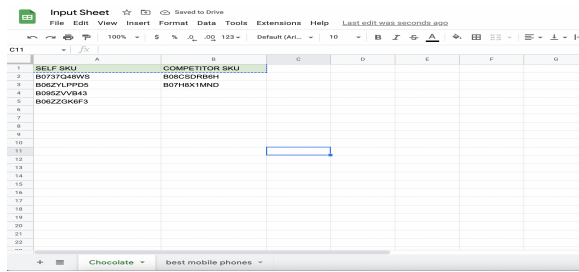 Input Sheet Saved to Drive
File Edit View Insert Format Data Tools Extensions Help Last edit was seconds ago
100% $ % .0 .00 123 Default (Ari... 10 B I S A
C11 fx
A B C D E F G
1 SELF SKU COMPETITOR SKU
2 B0737Q48W5 B08CSDRB6H
3 B06ZYLPPD5 B07H8X1MND
4 B095ZVVB43
5 B06ZZGK6F3
6
7
8
9
10
11
12
13
14
15
16
17
18
19
20
21
22
Chocolate best mobile phones